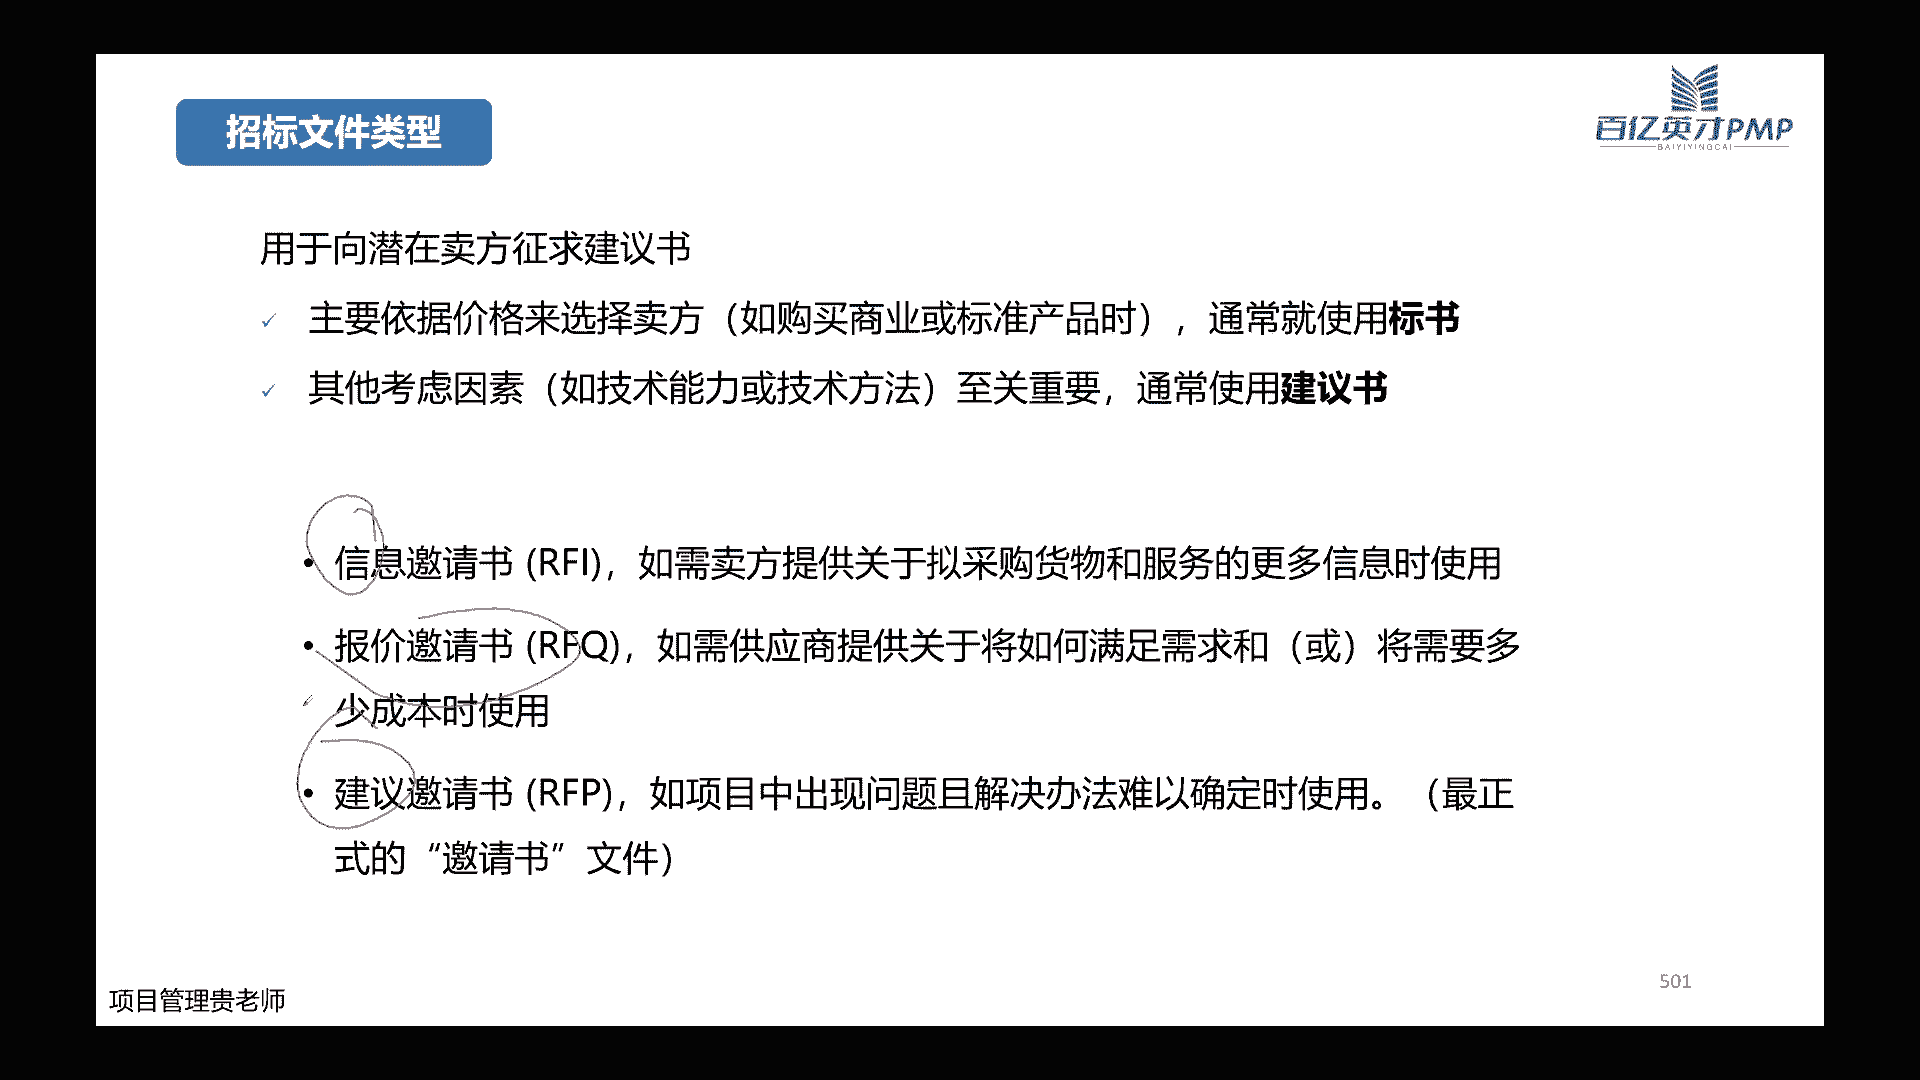 招标文件类型
百亿英才PMP
BAIYIYINGCAI
用于向潜在卖方征求建议书
✓ 主要依据价格来选择卖方（如购买商业或标准产品时），通常就使用标书
✓ 其他考虑因素（如技术能力或技术方法）至关重要，通常使用建议书
• 信息邀请书 (RFI)，如需卖方提供关于拟采购货物和服务的更多信息时使用
• 报价邀请书 (RFQ)，如需供应商提供关于将如何满足需求和（或）将需要多
少成本时使用
• 建议邀请书 (RFP)，如项目中出现问题且解决办法难以确定时使用。（最正
式的“邀请书”文件）
501
项目管理贵老师